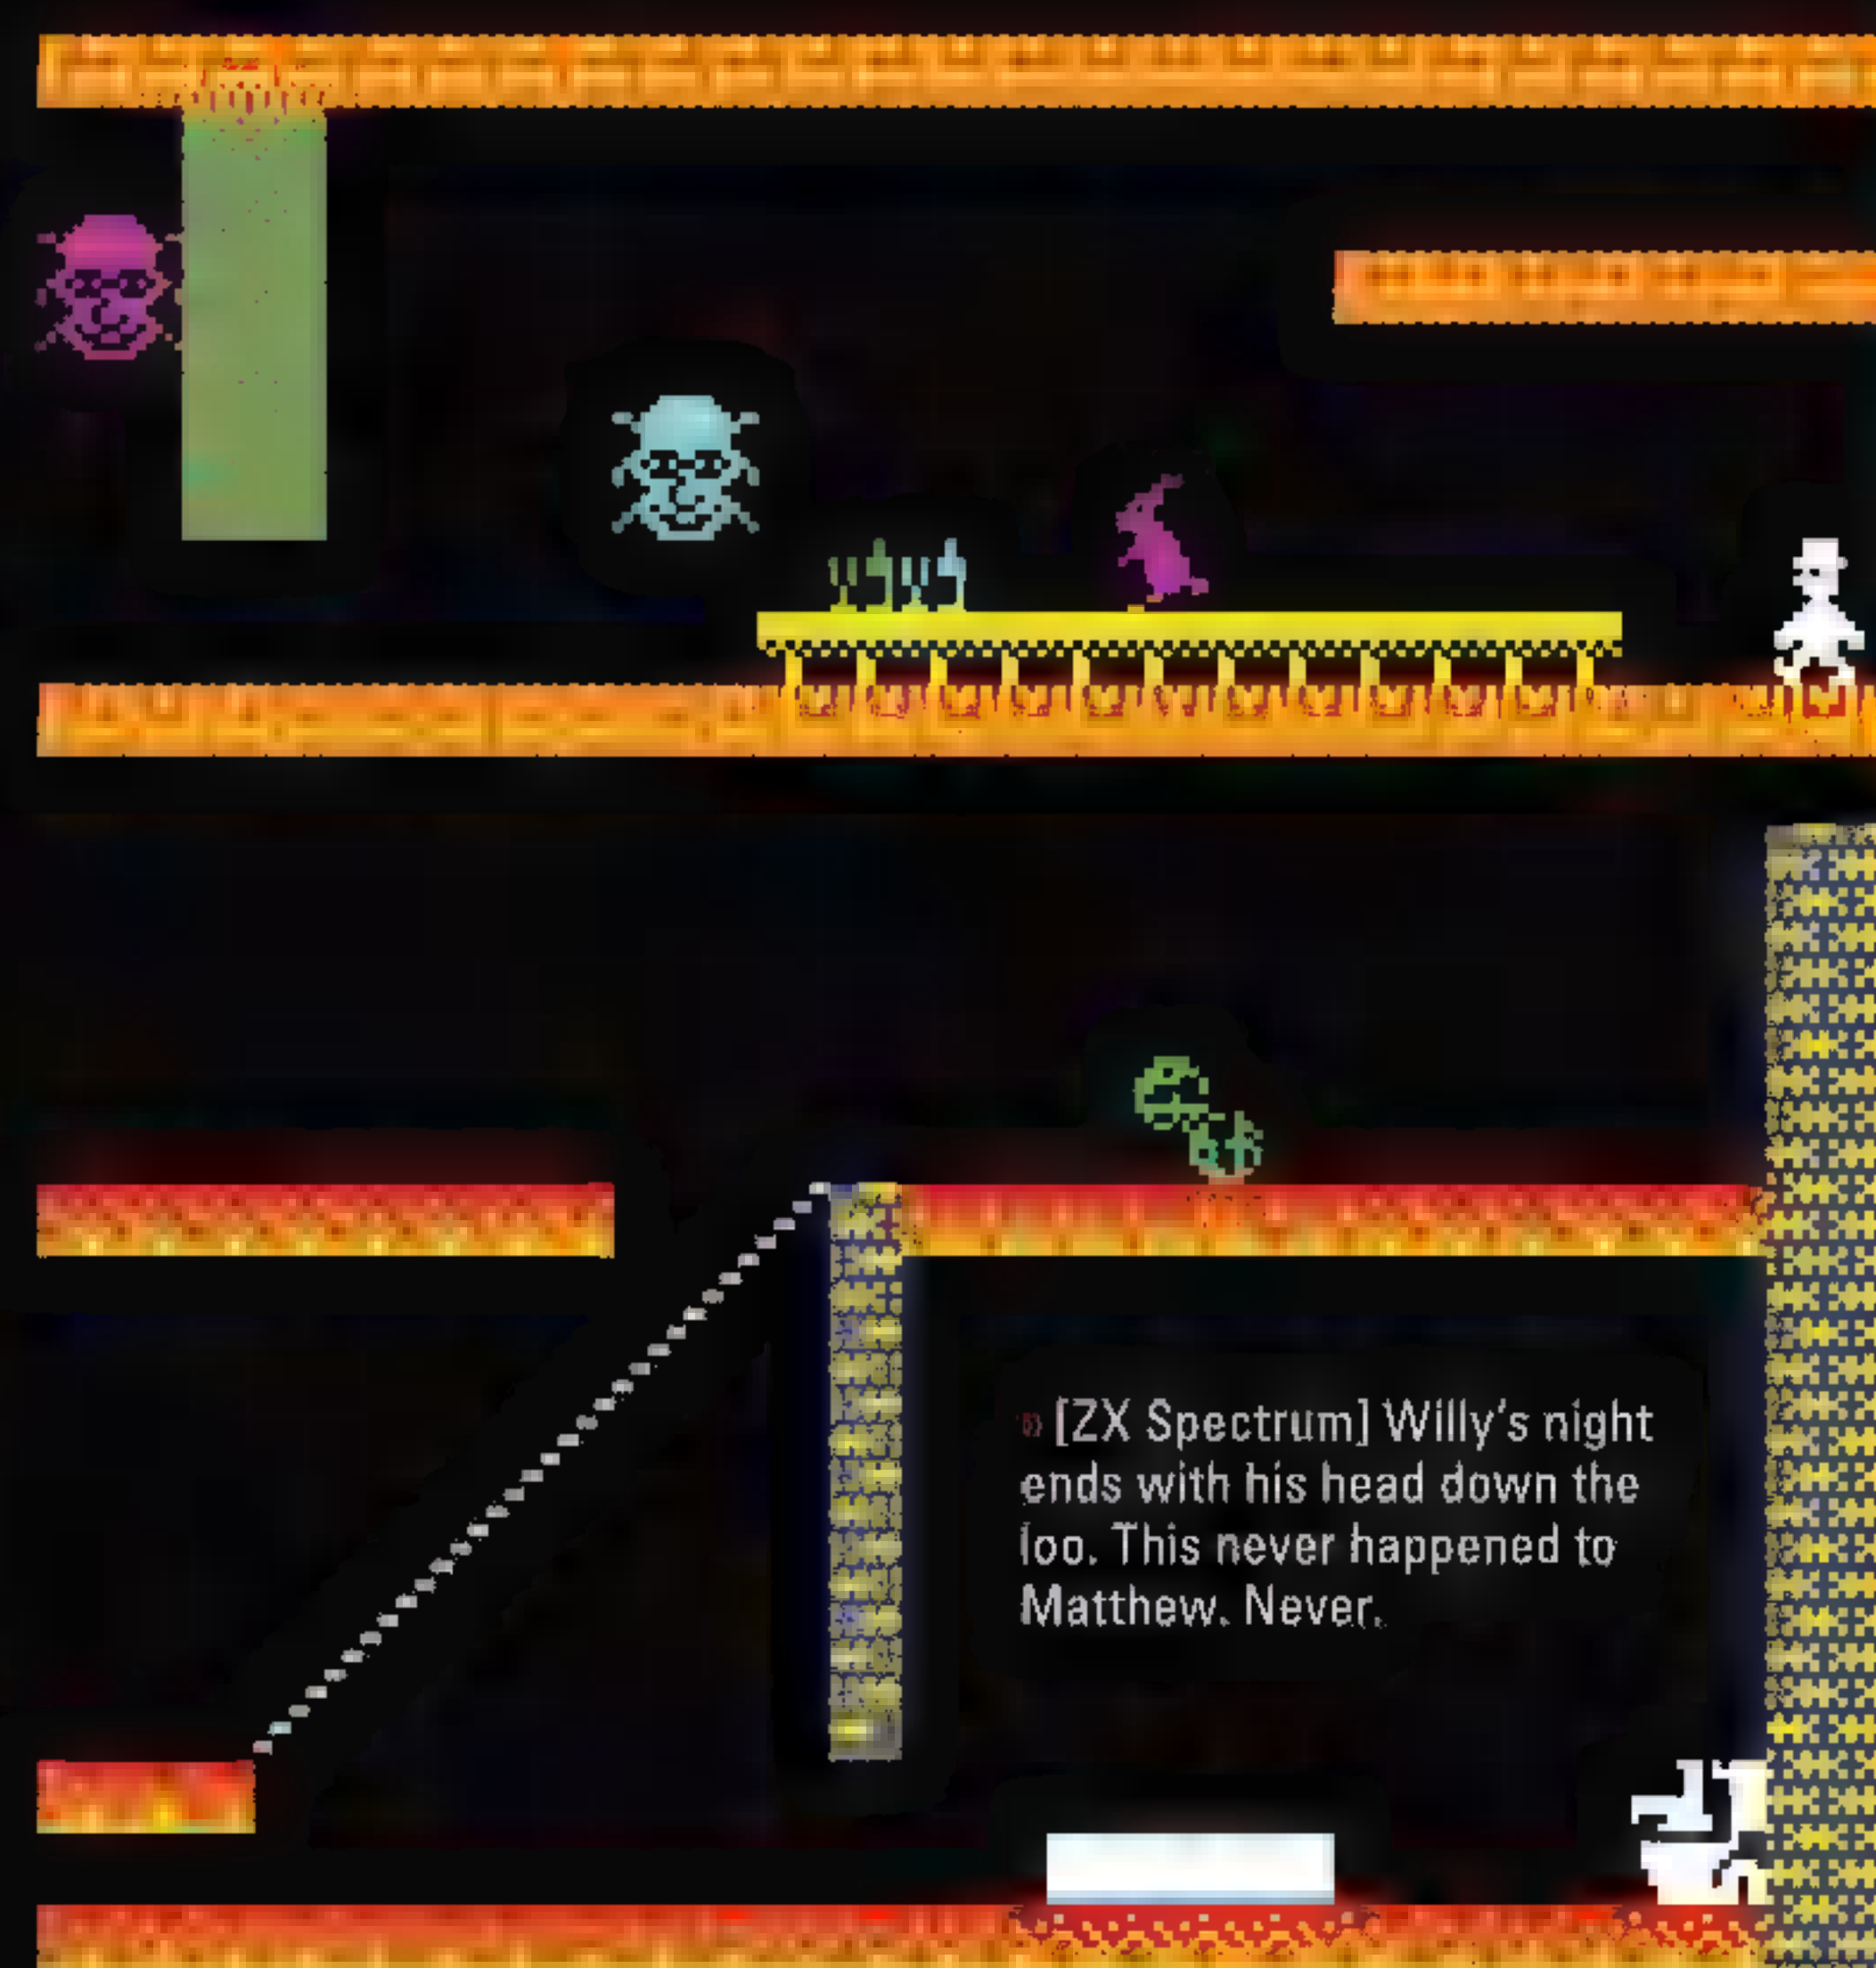 [ZX Spectrum] Willy's night
ends with his head down the
loo. This never happened to
Matthew. Never.